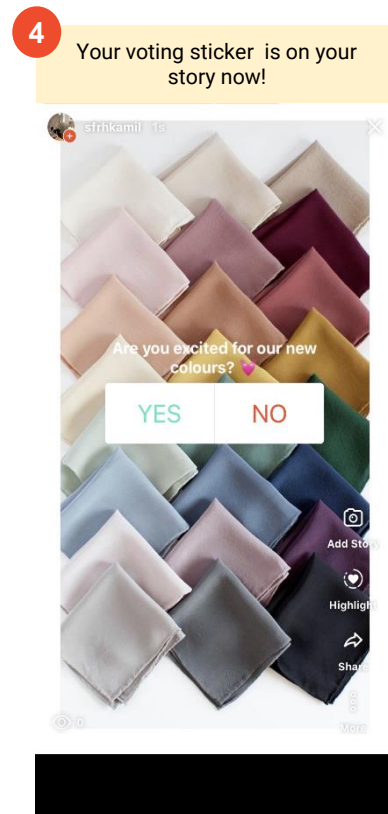 4
Your voting sticker is on your
story now!
sfrhkamil 1s
Are you excited for our new
colours? 💓
YES NO
Add Story
Highlight
Share
0
More